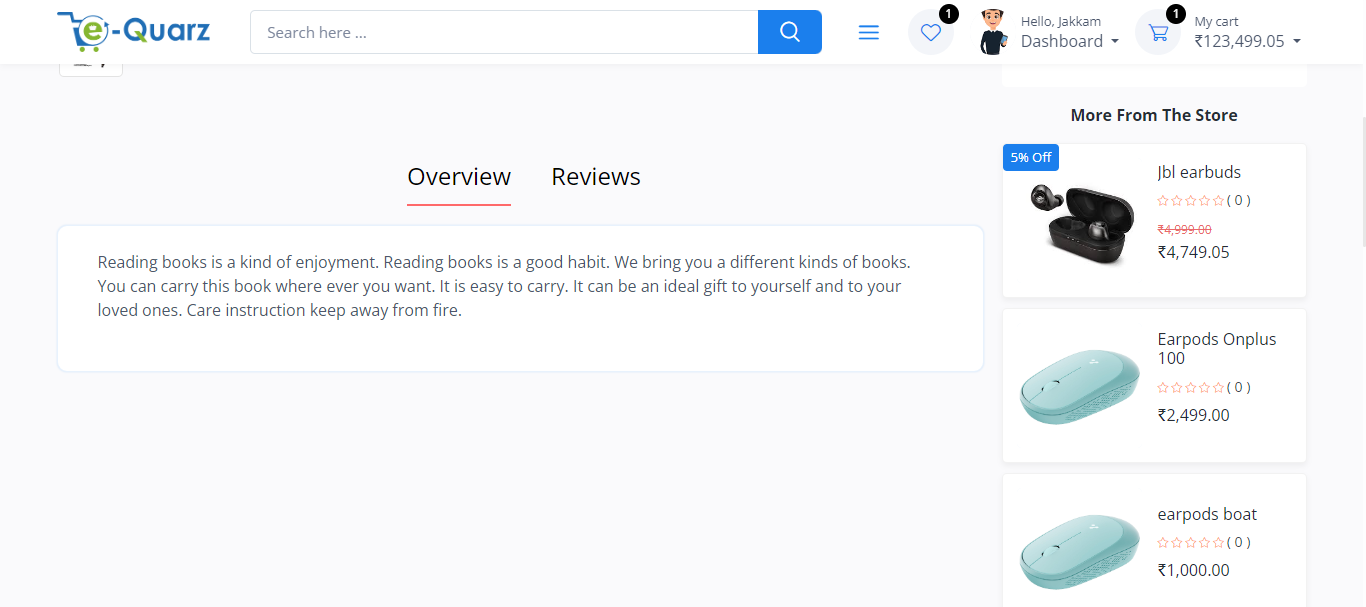 e-Quarz
Search here ...
1
Hello, Jakkam
Dashboard
1
My cart
₹123,499.05
More From The Store
Overview
Reviews
5% Off
Jbl earbuds
( 0 )
₹4,999.00
₹4,749.05
Reading books is a kind of enjoyment. Reading books is a good habit. We bring you a different kinds of books.
You can carry this book where ever you want. It is easy to carry. It can be an ideal gift to yourself and to your
loved ones. Care instruction keep away from fire.
Earpods Onplus
100
( 0 )
₹2,499.00
earpods boat
( 0 )
₹1,000.00